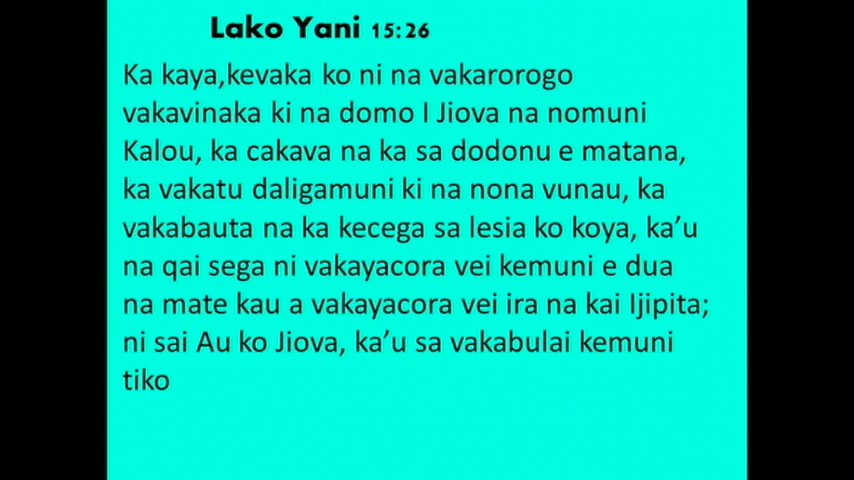 Lako Yani 15:26
Ka kaya,kevaka ko ni na vakarorogo
vakavinaka ki na domo I Jiova na nomuni
Kalou, ka cakava na ka sa dodonu e matana,
ka vakatu daligamuni ki na nona vunau, ka
vakabauta na ka kecega sa lesia ko koya, ka’u
na qai sega ni vakayacora vei kemuni e dua
na mate kau a vakayacora vei ira na kai Ijipita;
ni sai Au ko Jiova, ka’u sa vakabulai kemuni
tiko